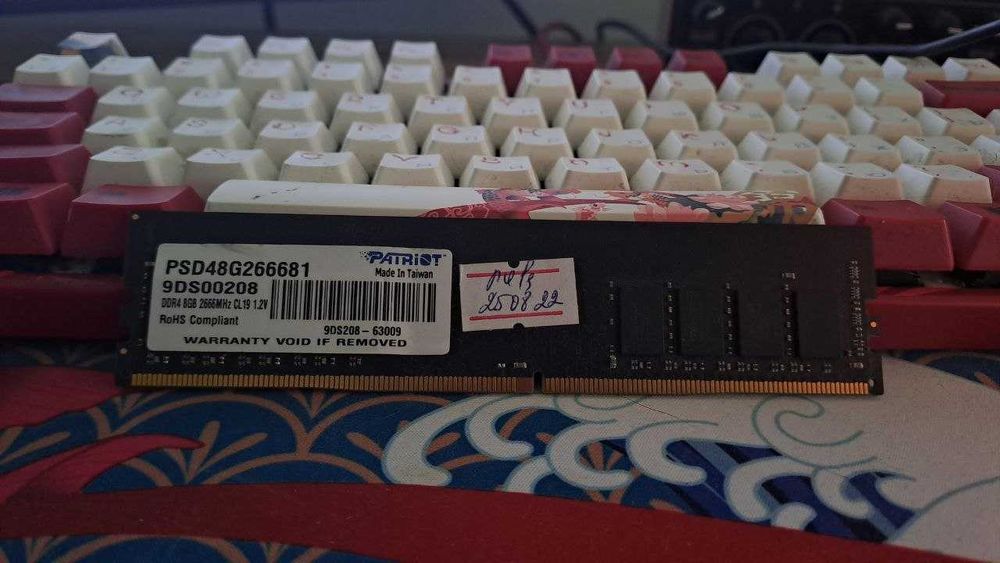 PATRIOT
PSD48G266681
Made In Taiwan
9DS00208
DDR4 8GB 2666MHz CL19 1.2V
RoHS Compliant
9DS208-63009
WARRANTY VOID IF REMOVED
250822